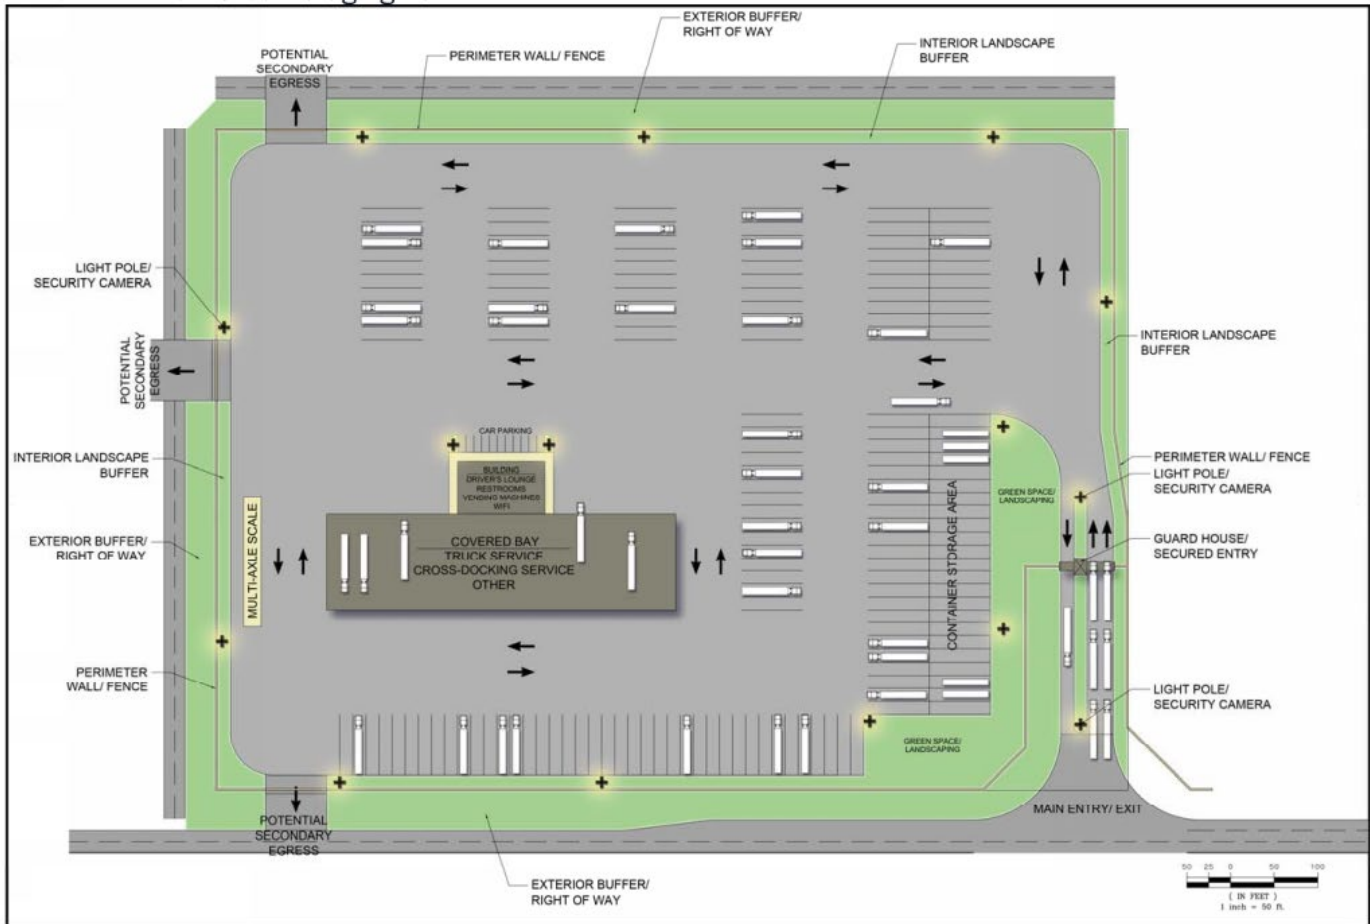 EXTERIOR BUFFER/
RIGHT OF WAY
POTENTIAL
SECONDARY
EGRESS
PERIMETER WALL/ FENCE
INTERIOR LANDSCAPE
BUFFER
LIGHT POLE/
SECURITY CAMERA
POTENTIAL
SECONDARY
EGRESS
INTERIOR LANDSCAPE
BUFFER
CAR PARKING
INTERIOR LANDSCAPE
BUFFER
BUILDING
DRIVER'S LOUNGE
RESTROOMS
VENDING MACHINES
WIFI
PERIMETER WALL/ FENCE
LIGHT POLE/
SECURITY CAMERA
GREEN SPACE/
LANDSCAPING
EXTERIOR BUFFER/
RIGHT OF WAY
MULTI-AXLE SCALE
COVERED BAY
TRUCK SERVICE
CROSS-DOCKING SERVICE
OTHER
CONTAINER STORAGE AREA
GUARD HOUSE/
SECURED ENTRY
PERIMETER
WALL/ FENCE
LIGHT POLE/
SECURITY CAMERA
GREEN SPACE/
LANDSCAPING
MAIN ENTRY/ EXIT
POTENTIAL
SECONDARY
EGRESS
EXTERIOR BUFFER/
RIGHT OF WAY
50 25 0 50 100
( IN FEET )
1 inch = 50 ft.